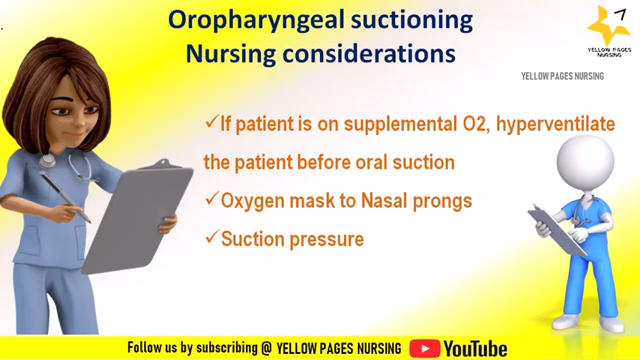 Oropharyngeal suctioning
Nursing considerations
YELLOW PAGES
NURSING
YELLOW PAGES NURSING
✓If patient is on supplemental O2, hyperventilate
the patient before oral suction
✓Oxygen mask to Nasal prongs
✓Suction pressure
Follow us by subscribing @ YELLOW PAGES NURSING YouTube